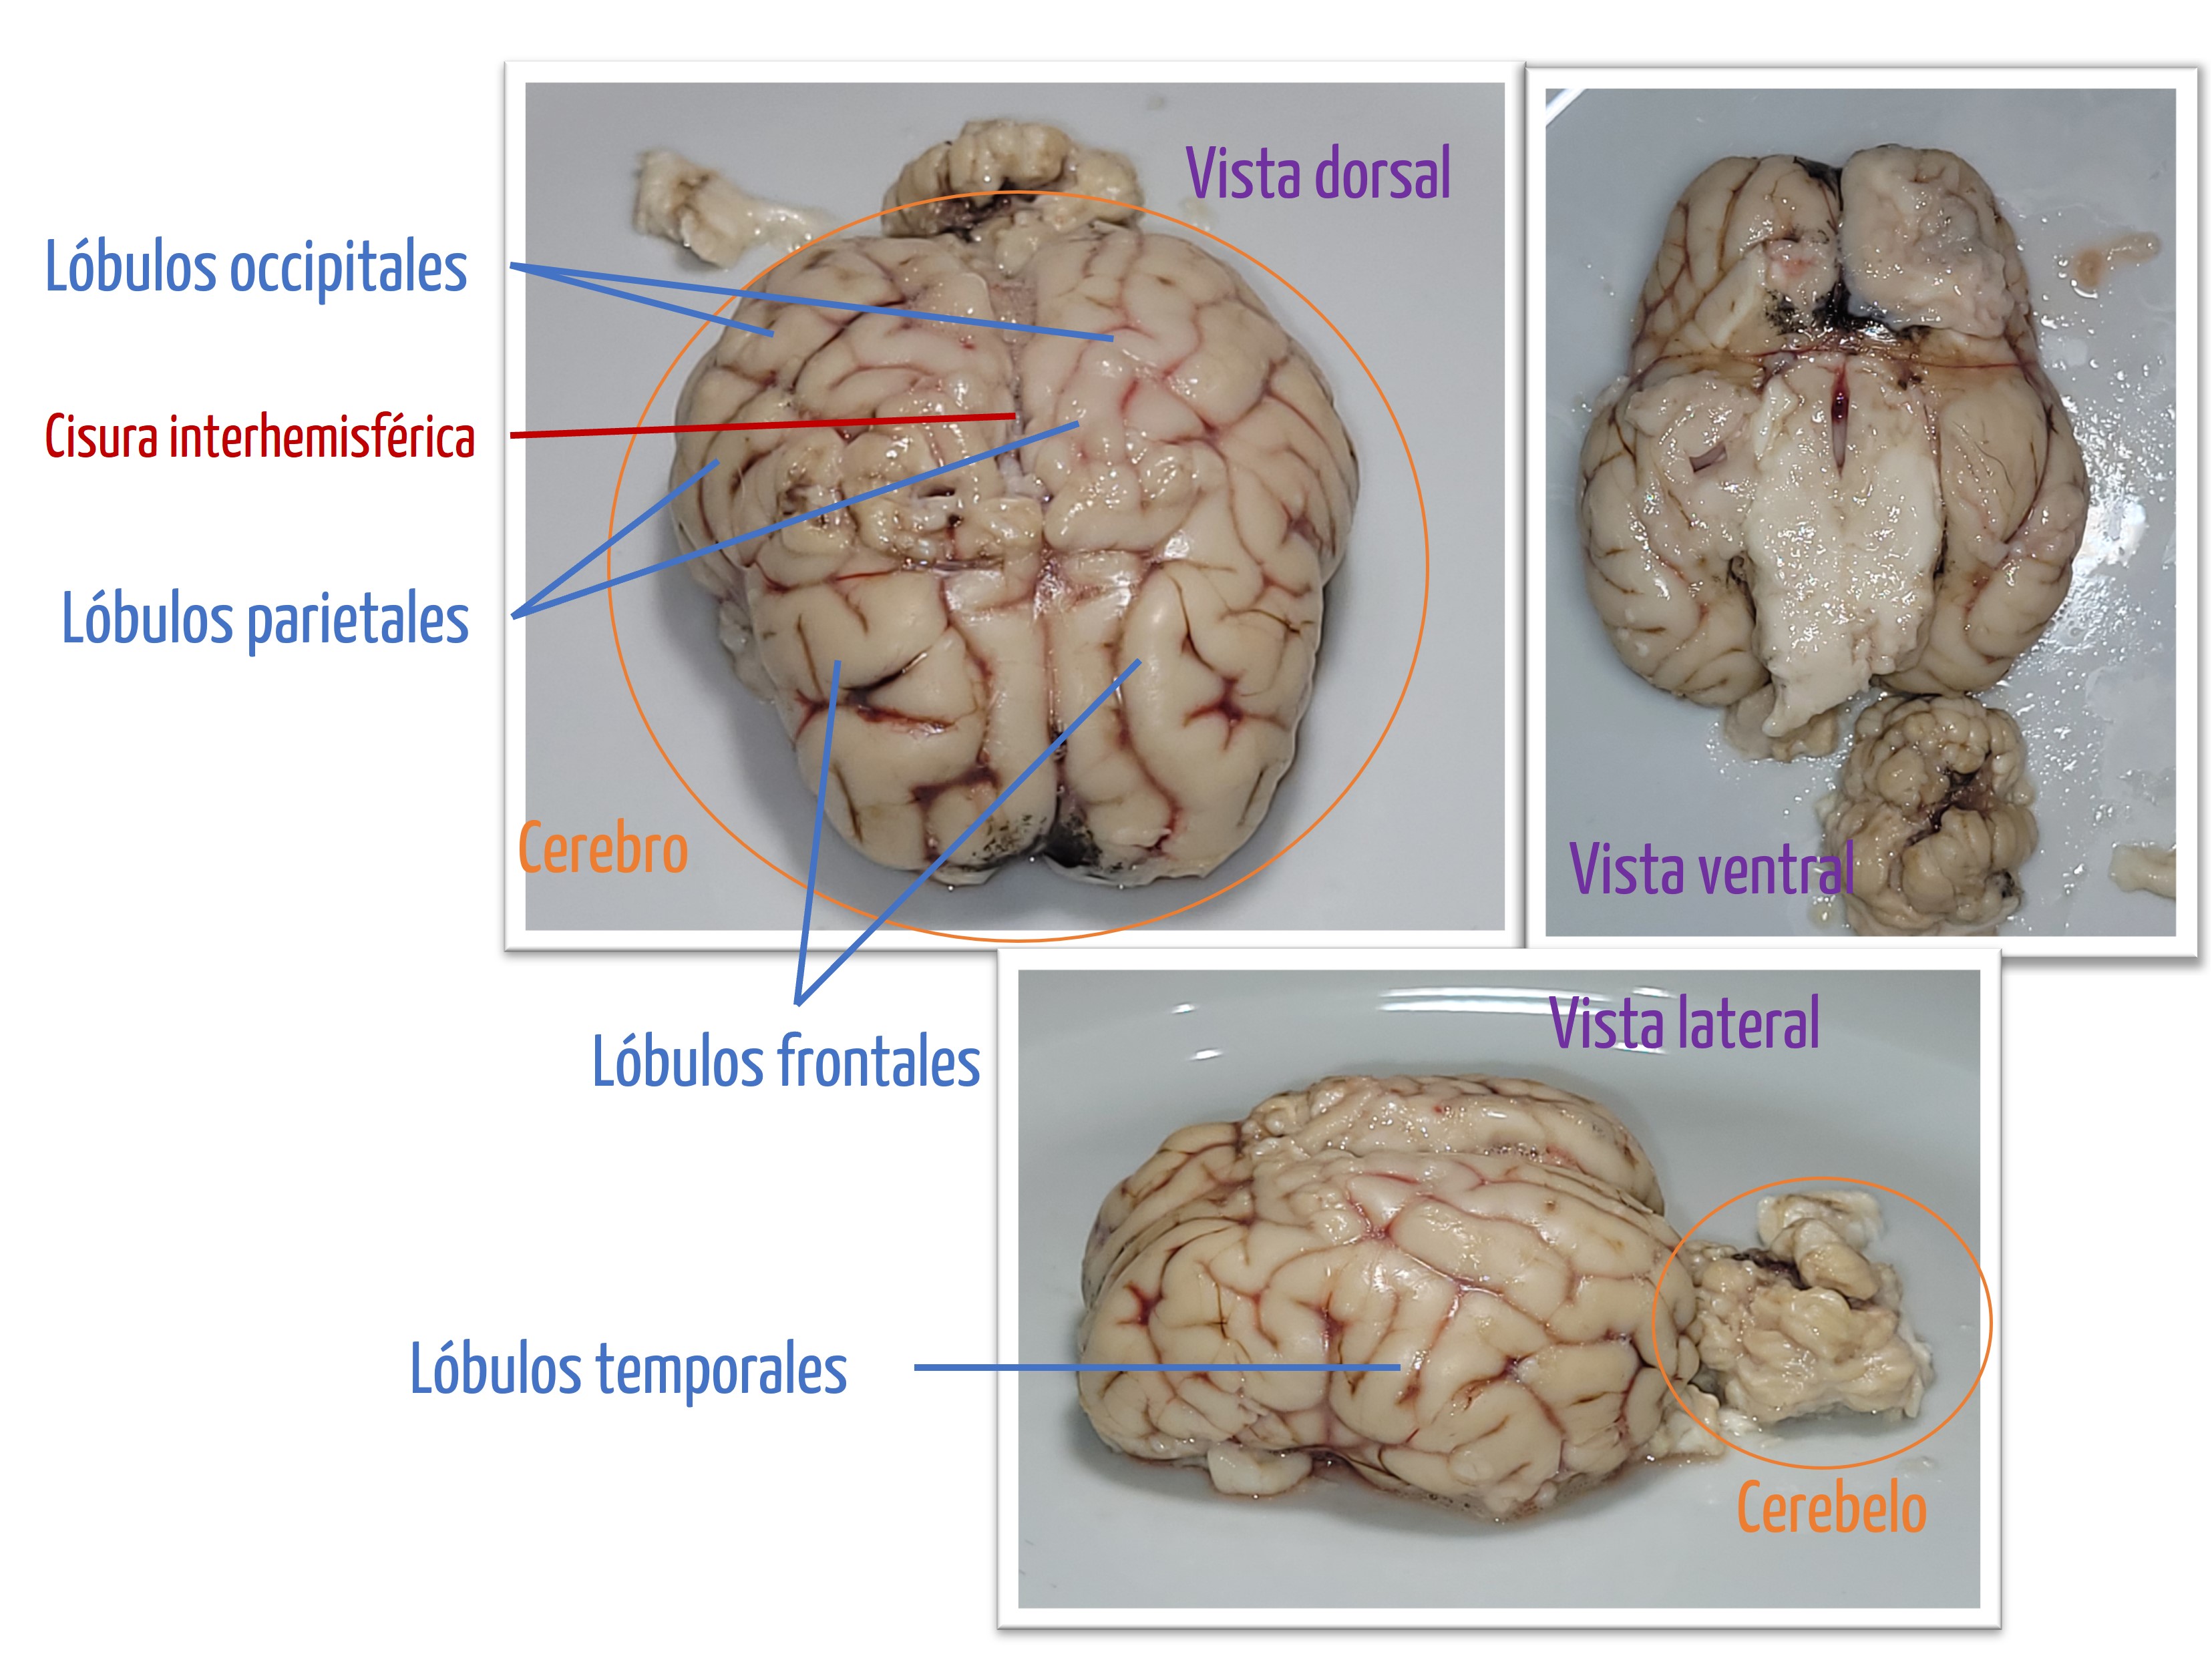 Vista dorsal
Lóbulos occipitales
Cisura interhemisférica
Lóbulos parietales
Cerebro
Vista ventral
Lóbulos frontales
Vista lateral
Lóbulos temporales
Cerebelo